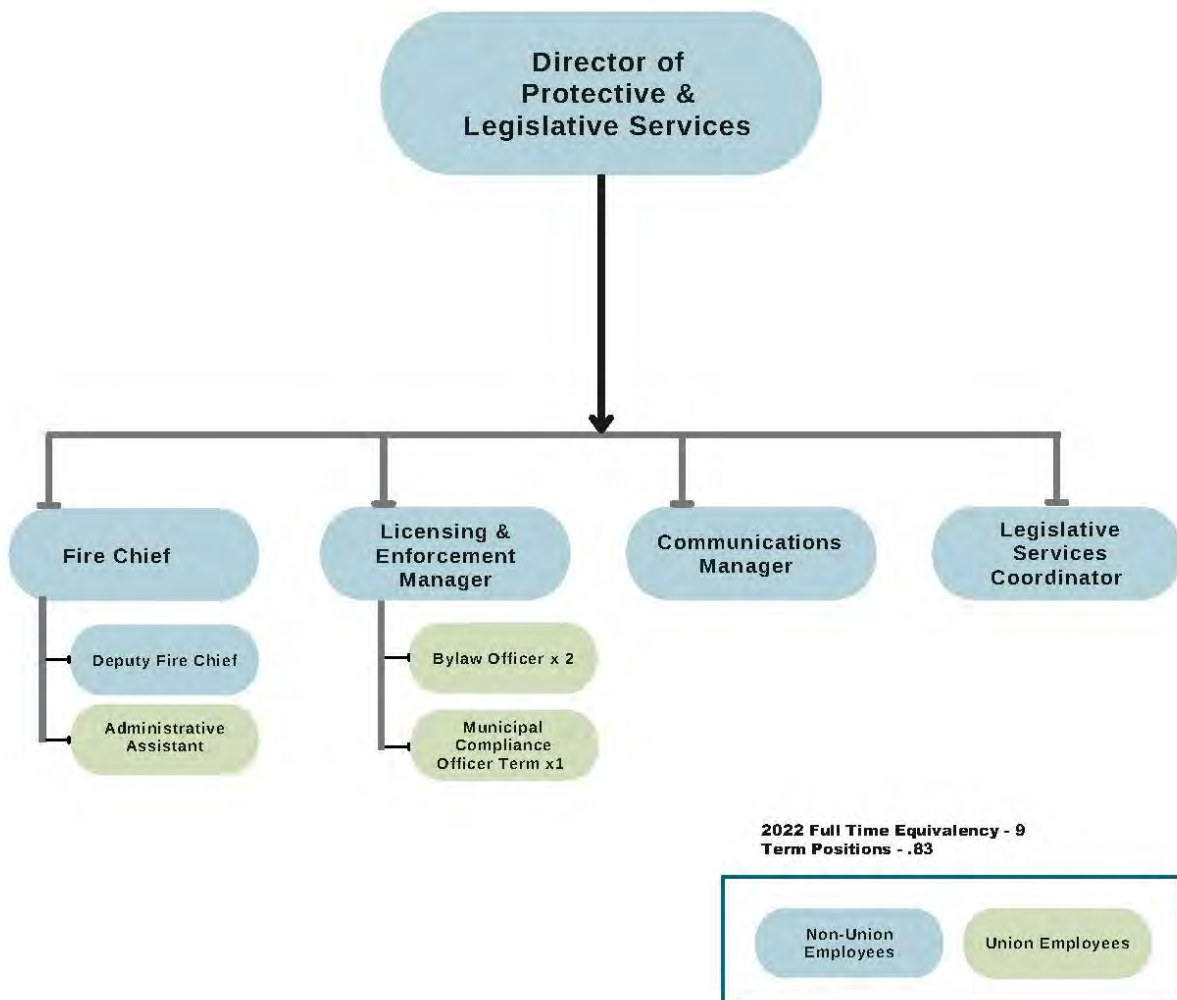 Director of
Protective &
Legislative Services
Fire Chief
Licensing &
Enforcement
Manager
Communications
Manager
Legislative
Services
Coordinator
Deputy Fire Chief
Administrative
Assistant
Bylaw Officer x 2
Municipal
Compliance
Officer Term x1
2022 Full Time Equivalency - 9
Term Positions - .83
Non-Union
Employees
Union Employees